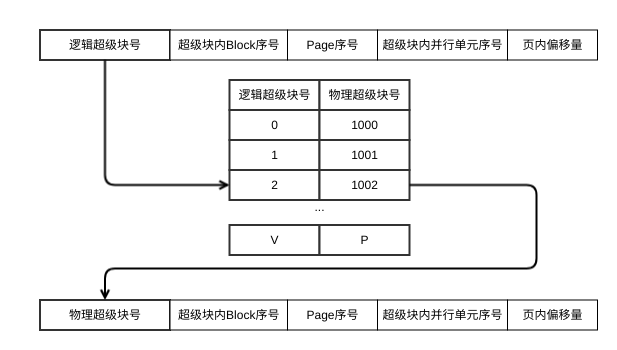 逻辑超级块号 超级块内Block序号 Page序号 超级块内并行单元序号 页内偏移量
逻辑超级块号 物理超级块号
0 1000
1 1001
2 1002
...
V P
物理超级块号 超级块内Block序号 Page序号 超级块内并行单元序号 页内偏移量